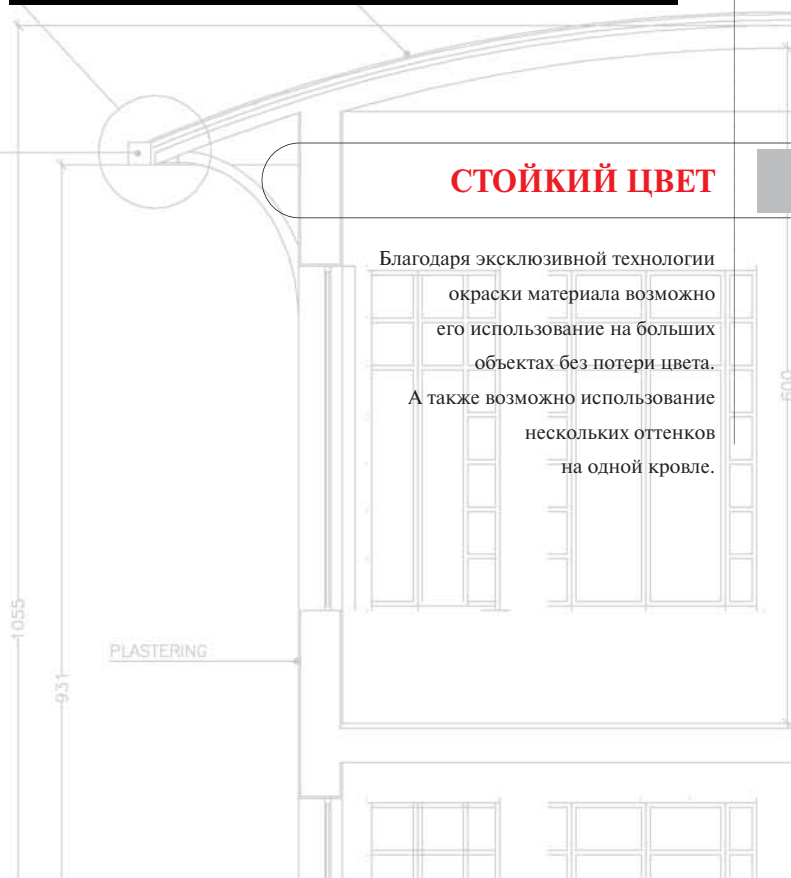 СТОЙКИЙ ЦВЕТ
Благодаря эксклюзивной технологии
окраски материала возможно
его использование на больших
объектах без потери цвета.
А также возможно использование
нескольких оттенков
на одной кровле.
600
1055
931
PLASTERING